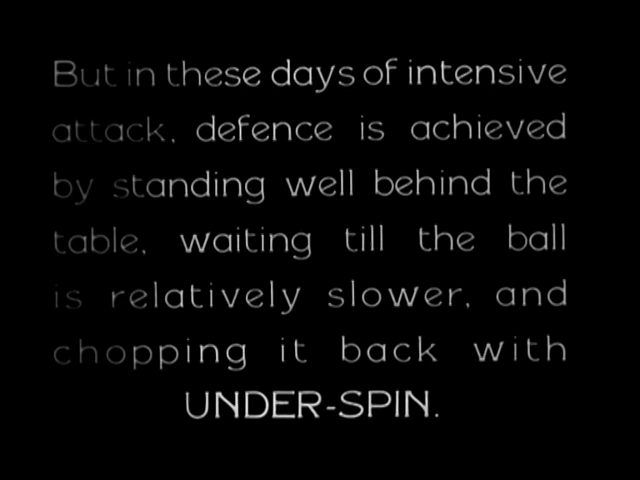 But in these days of intensive
attack, defence is achieved
by standing well behind the
table, waiting till the ball
is relatively slower, and
chopping it back with
UNDER-SPIN.